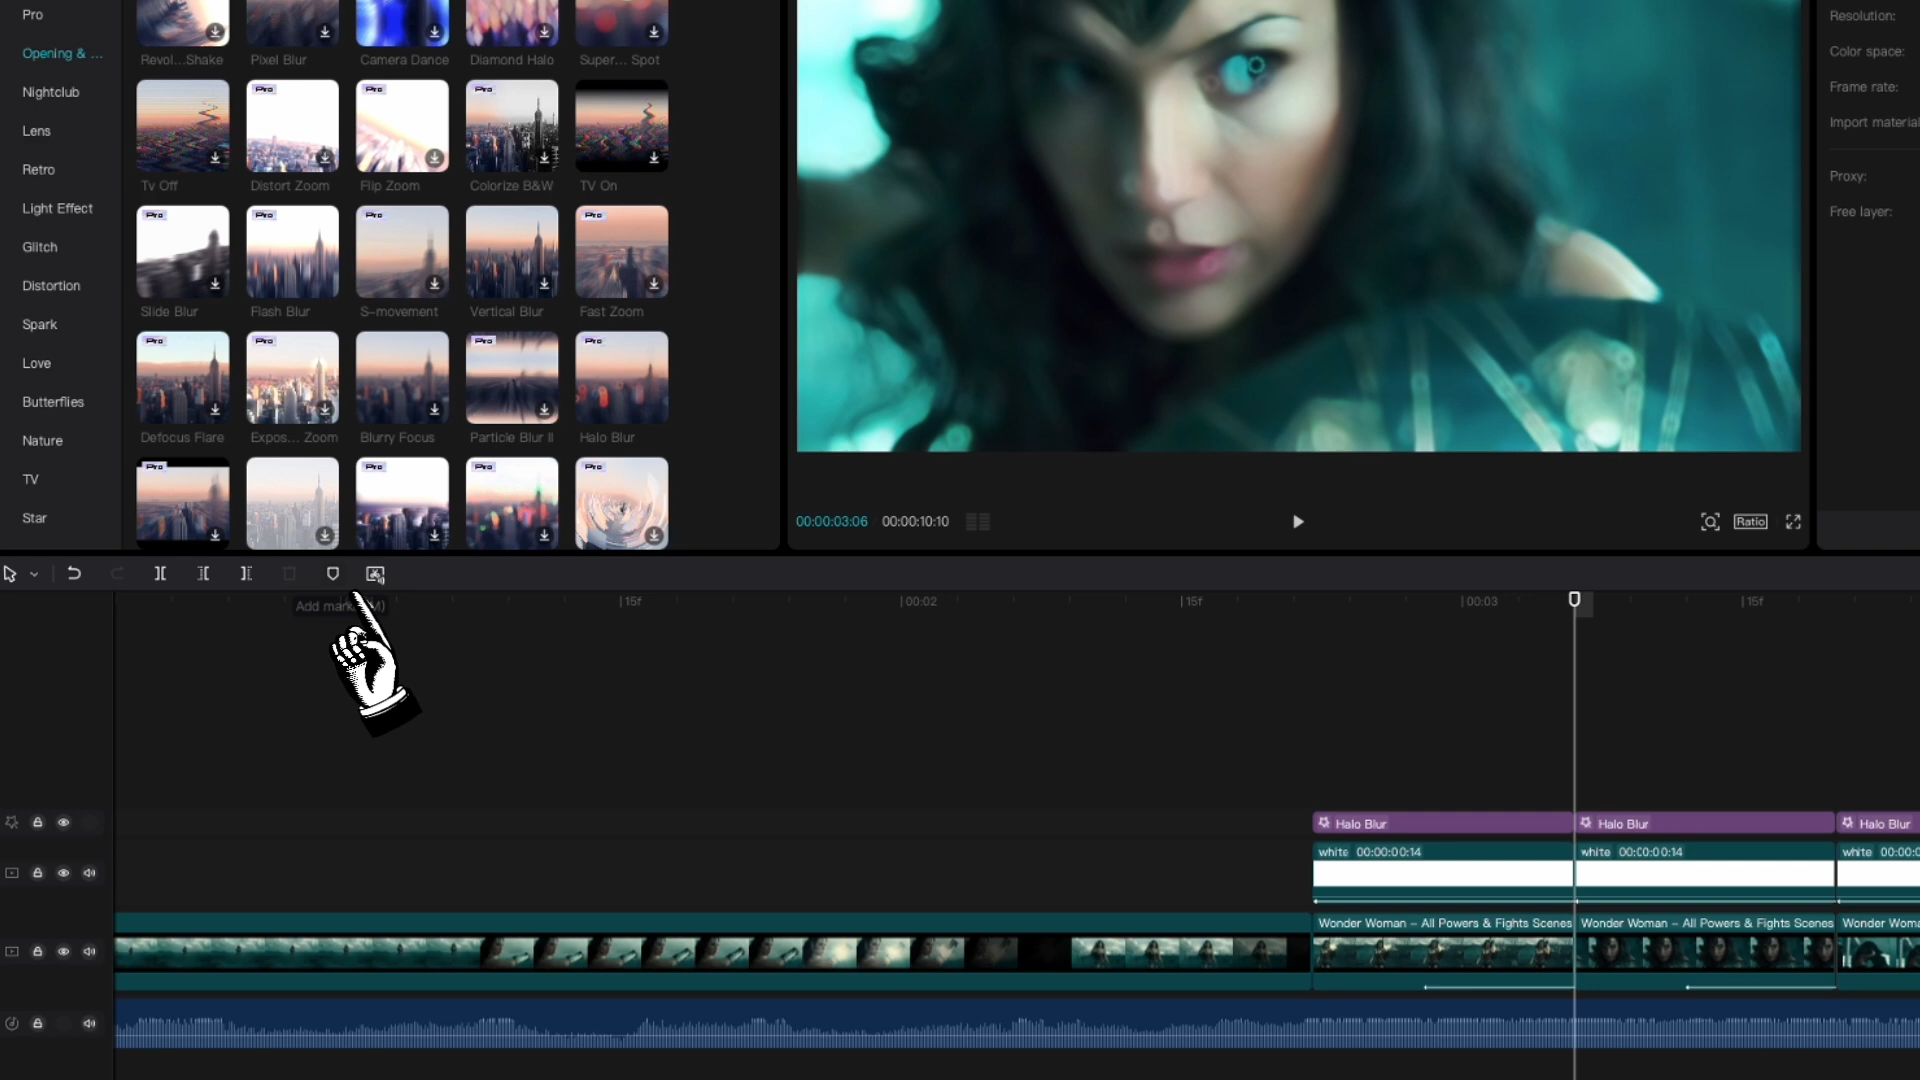 Pro
Opening & ...
Nightclub
Lens
Retro
Light Effect
Glitch
Distortion
Spark
Love
Butterflies
Nature
TV
Star
Revol...Shake
Pixel Blur
Camera Dance
Diamond Halo
Super... Spot
Pro
Pro
Pro
Tv Off
Distort Zoom
Flip Zoom
Colorize B&W
TV On
Pro
Pro
Pro
Pro
Pro
Slide Blur
Flash Blur
S-movement
Vertical Blur
Fast Zoom
Pro
Pro
Pro
Pro
Defocus Flare
Expos... Zoom
Blurry Focus
Particle Blur II
Halo Blur
Pro
Pro
Pro
Pro
Resolution:
Color space:
Frame rate:
Import material
Proxy:
Free layer:
00:00:03:06
00:00:10:10
Ratio
Add mark
15f
00:02
15f
00:03
15f
Halo Blur
Halo Blur
Halo Blur
white 00:00:00:14
white 00:00:00:14
white 00:00:0
Wonder Woman - All Powers & Fights Scenes
Wonder Woman - All Powers & Fights Scenes
Wonder Woma